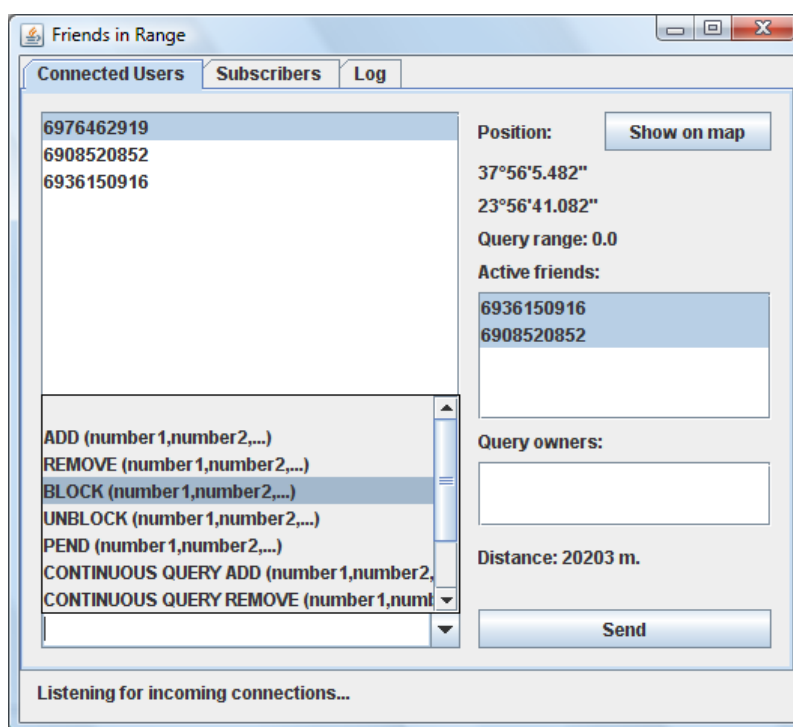 Friends in Range
Connected Users Subscribers Log
6976462919
6908520852
6936150916
Position: Show on map
37°56'5.482"
23°56'41.082"
Query range: 0.0
Active friends:
6936150916
6908520852
ADD (number1,number2,...)
REMOVE (number1,number2,...)
BLOCK (number1,number2,...)
UNBLOCK (number1,number2,...)
PEND (number1,number2,...)
CONTINUOUS QUERY ADD (number1,number2,
CONTINUOUS QUERY REMOVE (number1,numb
Query owners:
Distance: 20203 m.
Send
Listening for incoming connections...